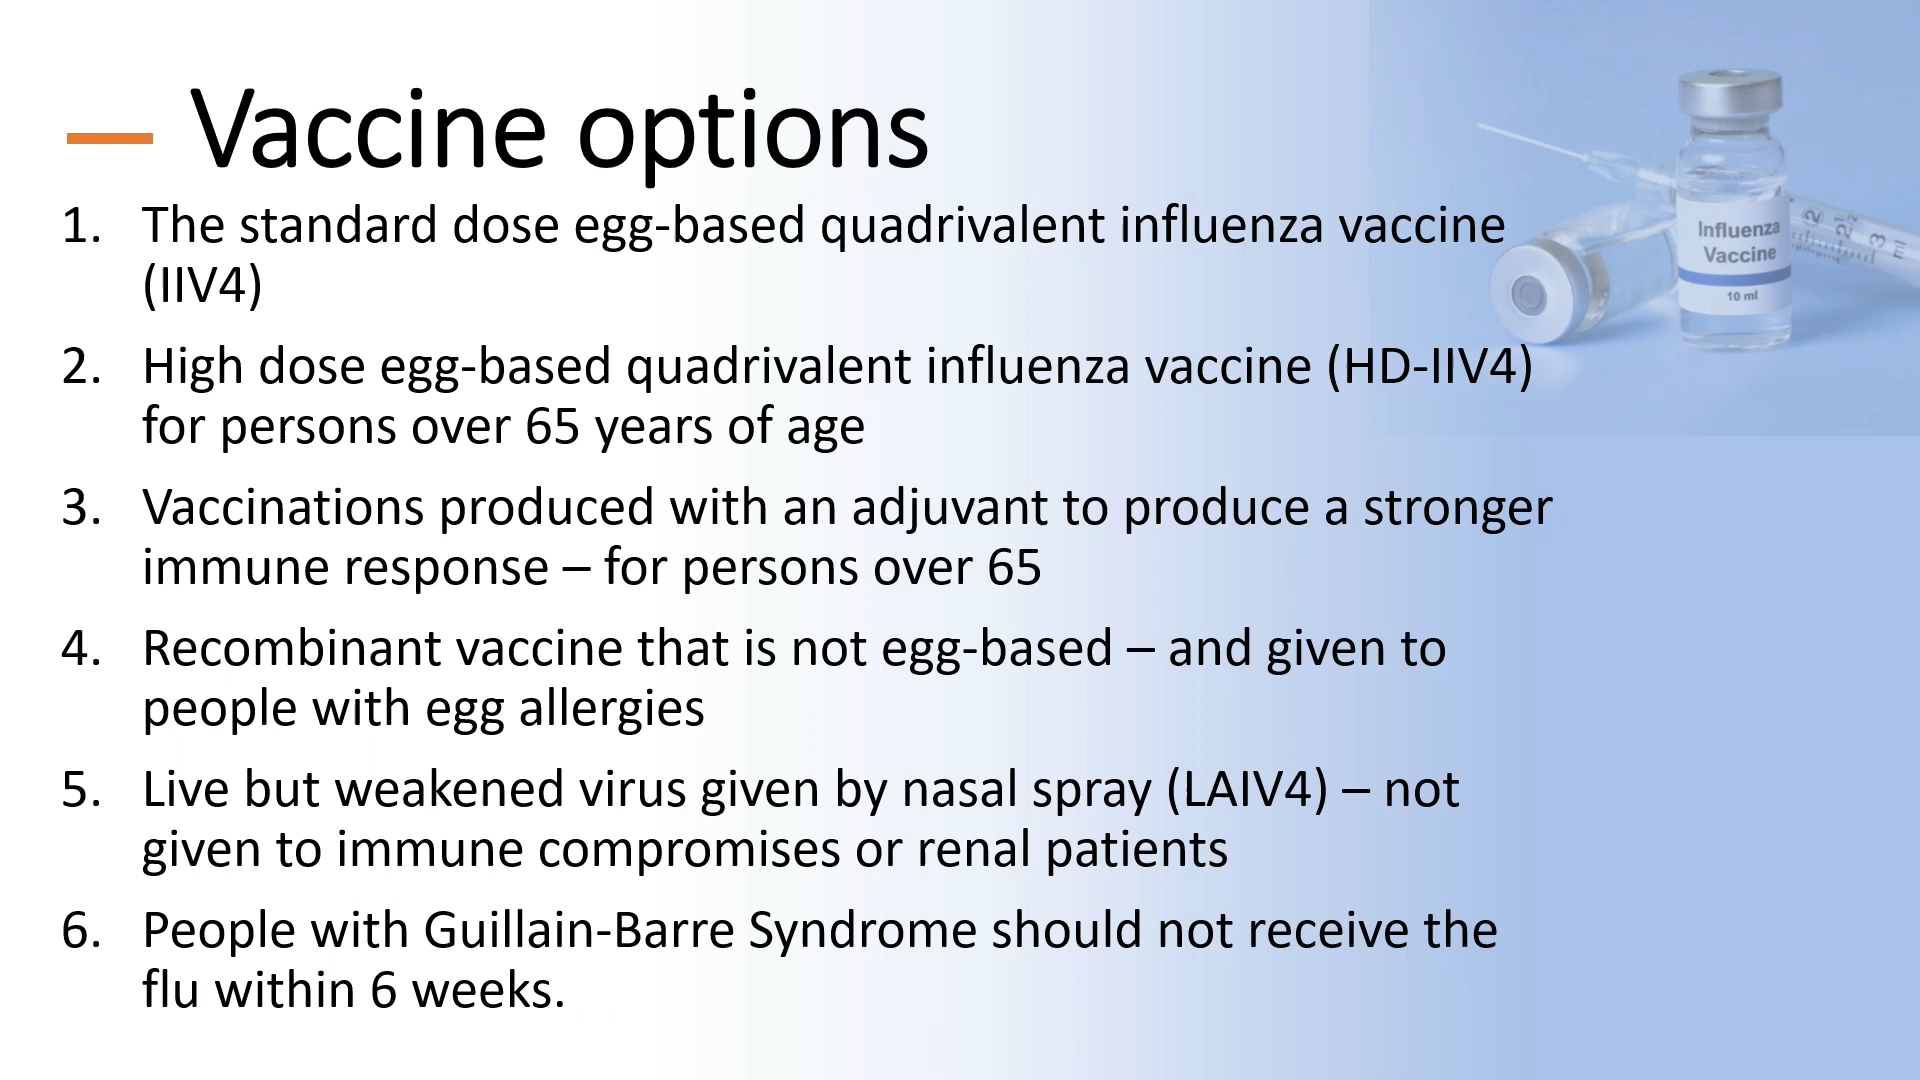 Vaccine options
1. The standard dose egg-based quadrivalent influenza vaccine
(IIV4)
2. High dose egg-based quadrivalent influenza vaccine (HD-IIV4)
for persons over 65 years of age
3. Vaccinations produced with an adjuvant to produce a stronger
immune response – for persons over 65
4. Recombinant vaccine that is not egg-based – and given to
people with egg allergies
5. Live but weakened virus given by nasal spray (LAIV4) – not
given to immune compromises or renal patients
6. People with Guillain-Barre Syndrome should not receive the
flu within 6 weeks.
Influenza
Vaccine
10 ml
2 2½ 3 ml